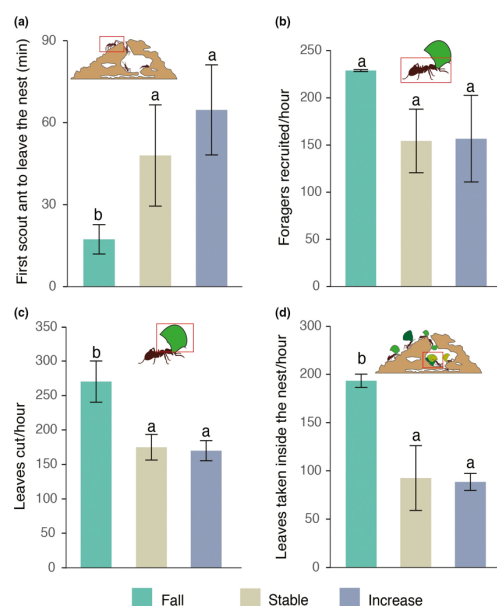 (a)
First scout ant to leave the nest (min)
90
60
30
0
b
a
a
(b)
Foragers recruited/hour
250
200
150
100
50
0
a
a
a
(c)
Leaves cut/hour
350
300
250
200
150
100
50
0
b
a
a
(d)
Leaves taken inside the nest/hour
300
200
150
100
50
0
b
a
a
Fall Stable Increase